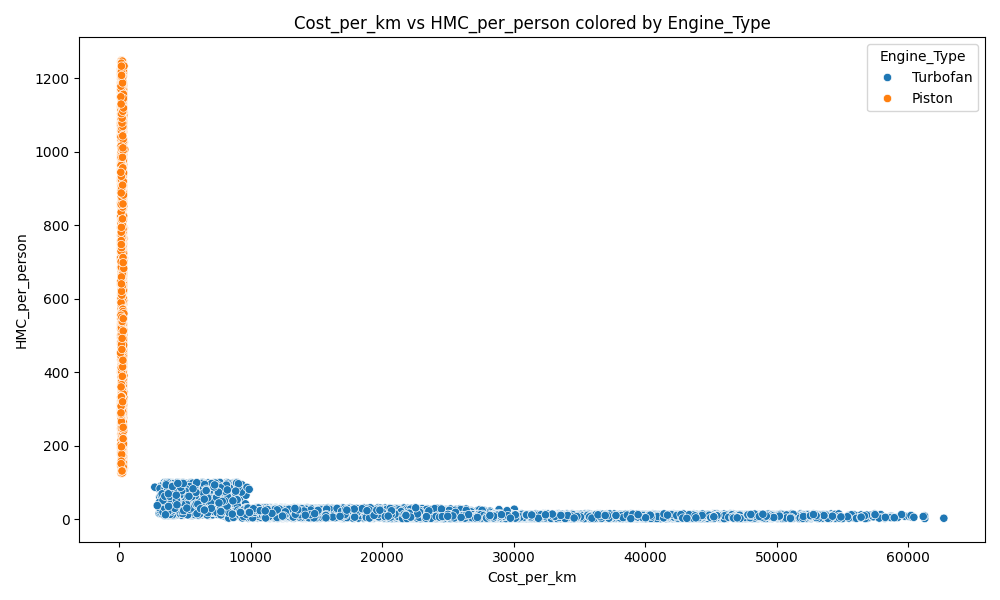 Cost_per_km vs HMC_per_person colored by Engine_Type
Engine_Type
Turbofan
Piston
HMC_per_person
1200
1000
800
600
400
200
0
0 10000 20000 30000 40000 50000 60000
Cost_per_km